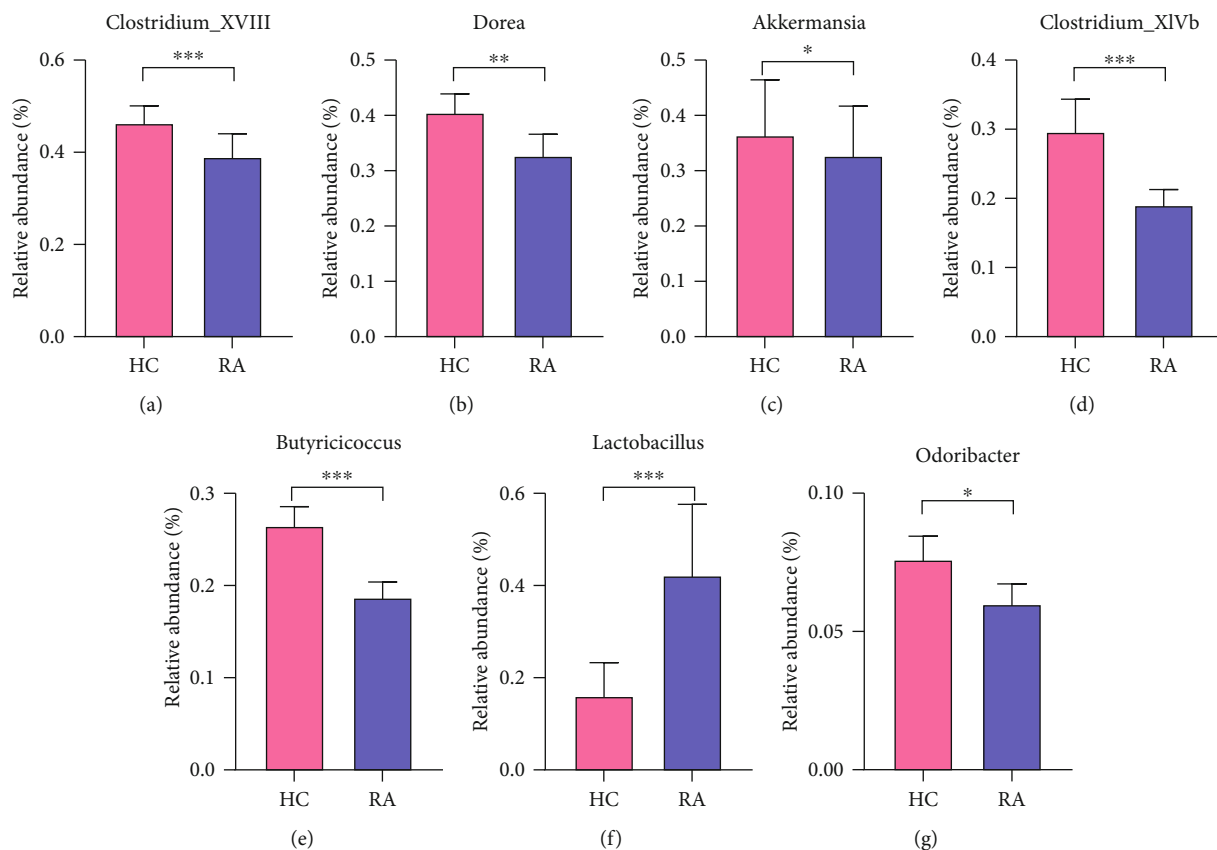 Clostridium_XVIII
***
Relative abundance (%)
0.6
0.4
0.2
0.0
HC RA
(a)
Dorea
**
Relative abundance (%)
0.5
0.4
0.3
0.2
0.1
0.0
HC RA
(b)
Akkermansia
*
Relative abundance (%)
0.5
0.4
0.3
0.2
0.1
0.0
HC RA
(c)
Clostridium_XlVb
***
Relative abundance (%)
0.4
0.3
0.2
0.1
0.0
HC RA
(d)
Butyricicoccus
***
Relative abundance (%)
0.3
0.2
0.1
0.0
HC RA
(e)
Lactobacillus
***
Relative abundance (%)
0.6
0.4
0.2
0.0
HC RA
(f)
Odoribacter
*
Relative abundance (%)
0.10
0.05
0.00
HC RA
(g)